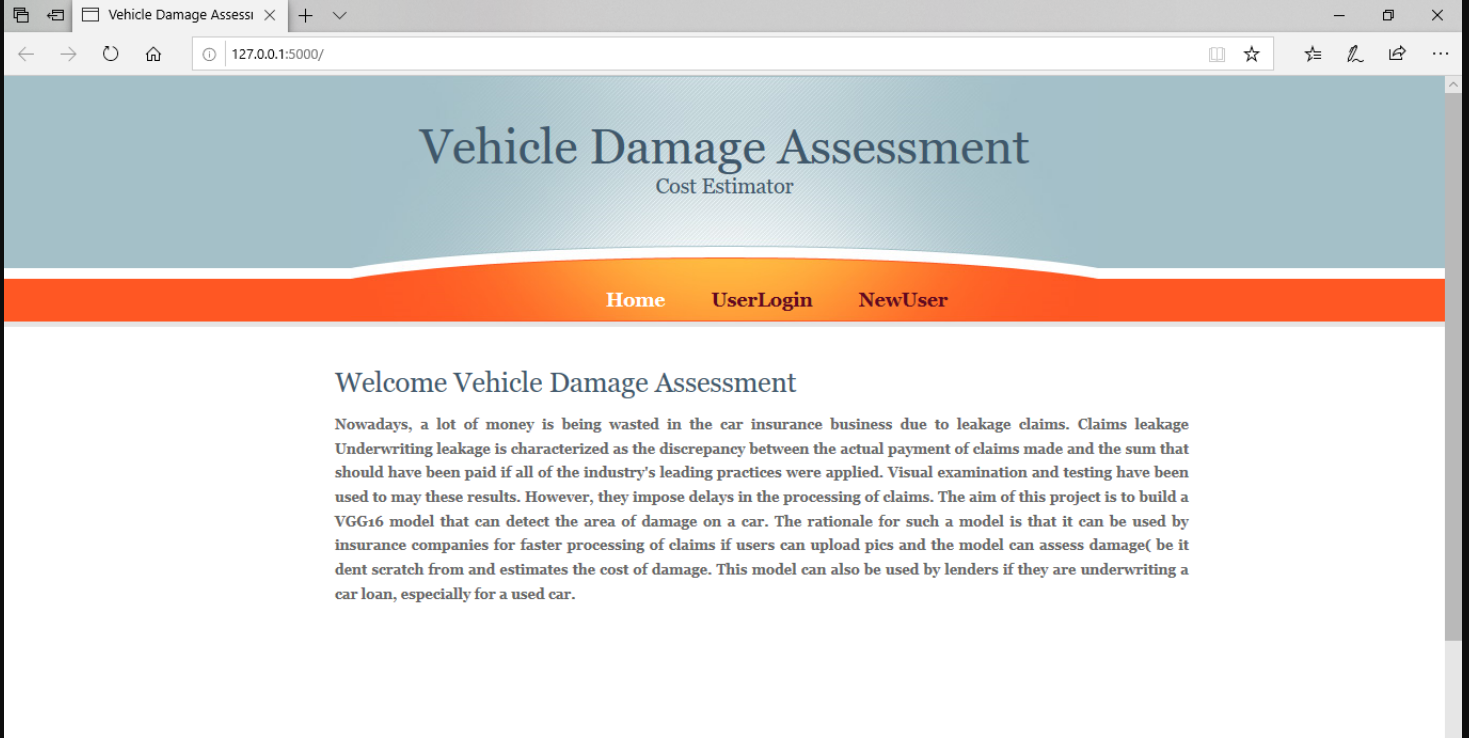 Vehicle Damage Assessı
127.0.0.1:5000/
Vehicle Damage Assessment
Cost Estimator
Home UserLogin NewUser
Welcome Vehicle Damage Assessment
Nowadays, a lot of money is being wasted in the car insurance business due to leakage claims. Claims leakage
Underwriting leakage is characterized as the discrepancy between the actual payment of claims made and the sum that
should have been paid if all of the industry's leading practices were applied. Visual examination and testing have been
used to may these results. However, they impose delays in the processing of claims. The aim of this project is to build a
VGG16 model that can detect the area of damage on a car. The rationale for such a model is that it can be used by
insurance companies for faster processing of claims if users can upload pics and the model can assess damage( be it
dent scratch from and estimates the cost of damage. This model can also be used by lenders if they are underwriting a
car loan, especially for a used car.